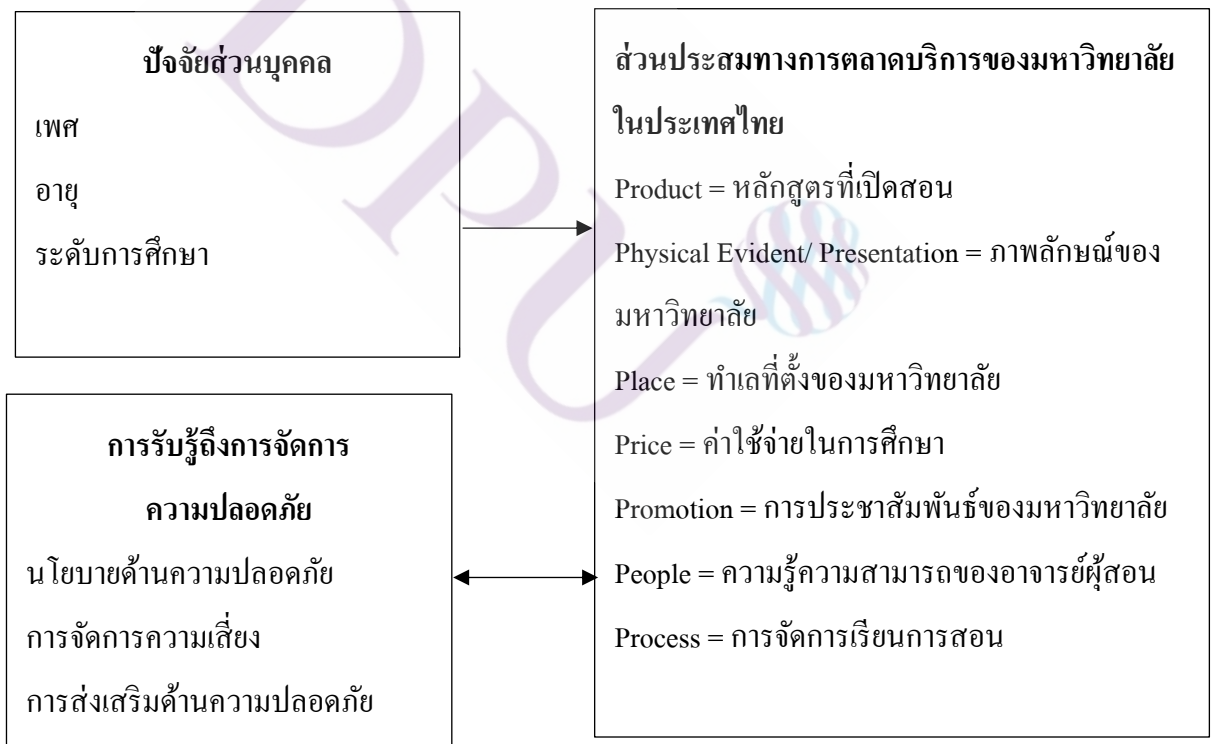 ปัจจัยส่วนบุคคล
เพศ
อายุ
ระดับการศึกษา
การรับรู้ถึงการจัดการ
ความปลอดภัย
นโยบายด้านความปลอดภัย
การจัดการความเสี่ยง
การส่งเสริมด้านความปลอดภัย
ส่วนประสมทางการตลาดบริการของมหาวิทยาลัย
ในประเทศไทย
Product = หลักสูตรที่เปิดสอน
Physical Evident/ Presentation = ภาพลักษณ์ของ
มหาวิทยาลัย
Place = ทำเลที่ตั้งของมหาวิทยาลัย
Price = ค่าใช้จ่ายในการศึกษา
Promotion = การประชาสัมพันธ์ของมหาวิทยาลัย
People = ความรู้ความสามารถของอาจารย์ผุ้สอน
Process = การจัดการเรียนการสอน
DPU